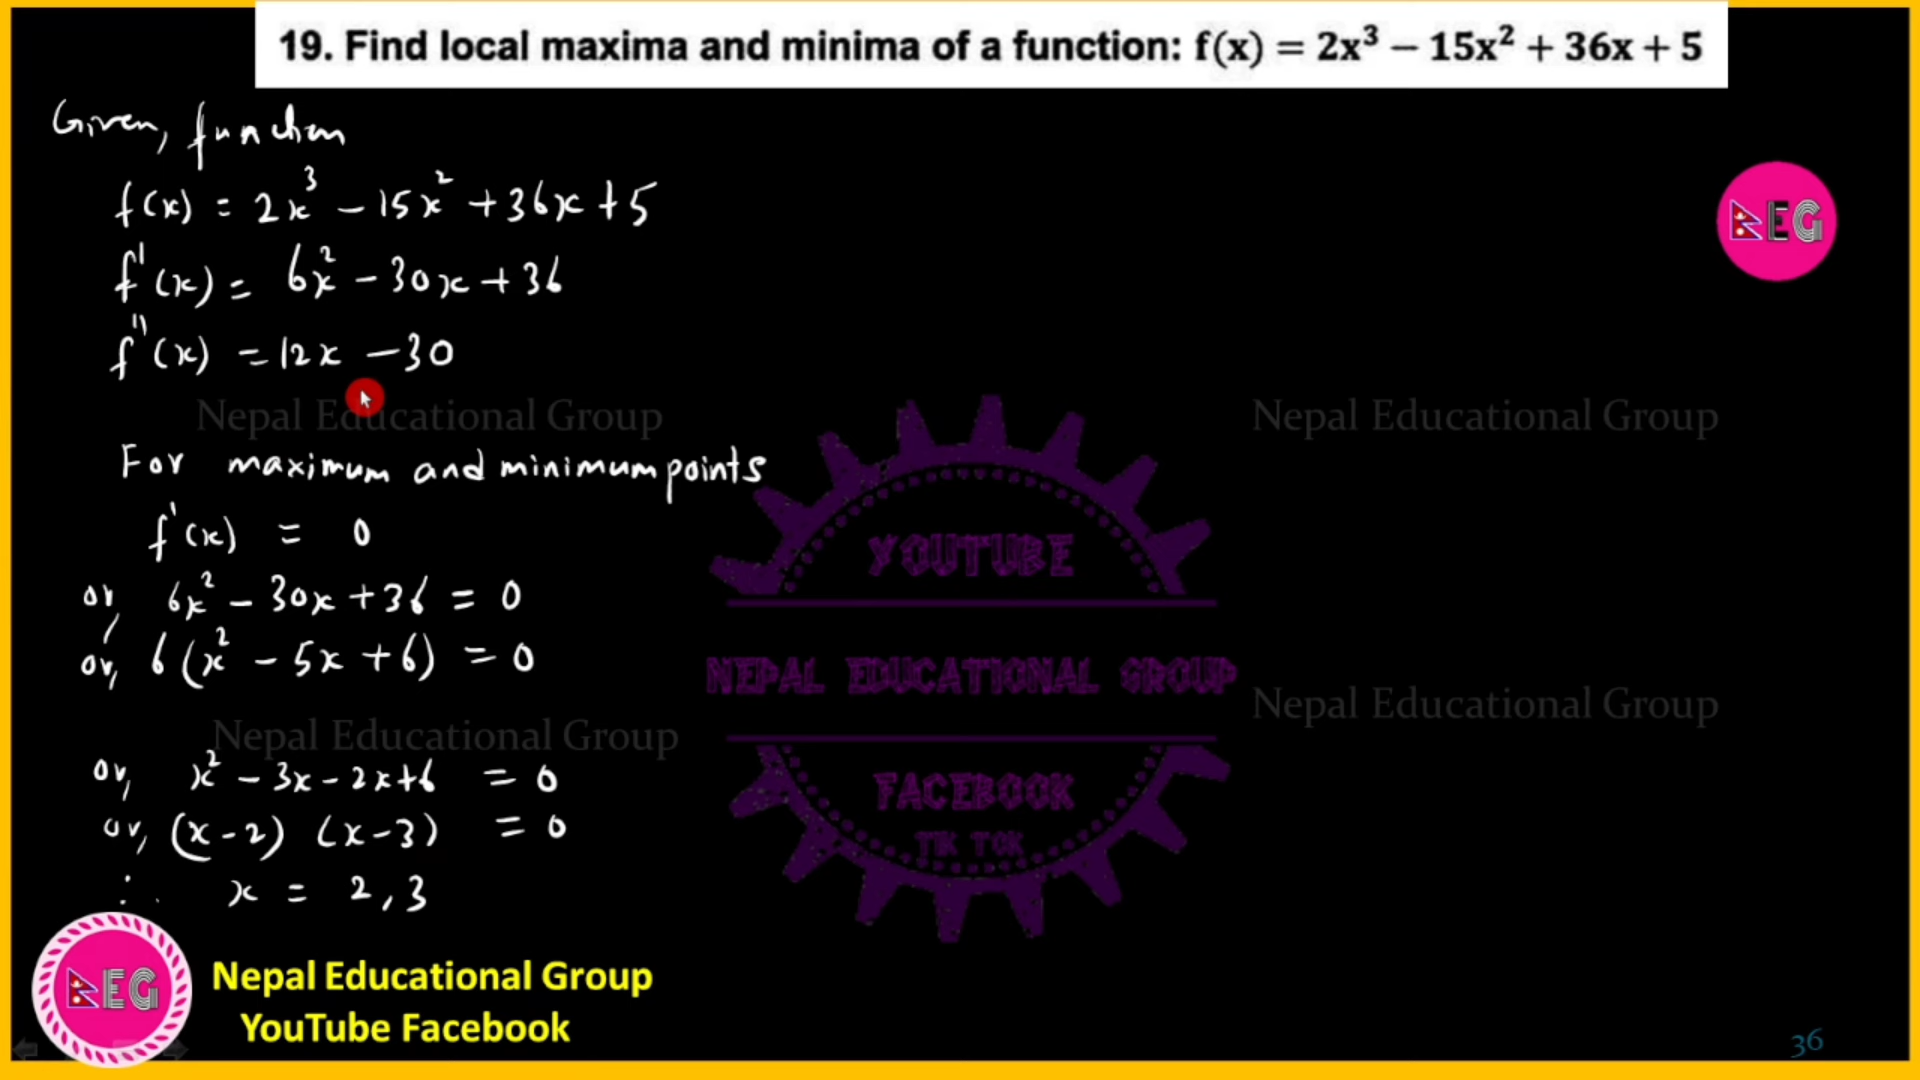 19. Find local maxima and minima of a function: f(x) = 2x³ − 15x² + 36x + 5
Given, function
f(x) = 2x³ − 15x² + 36x + 5
f'(x) = 6x² − 30x + 36
f''(x) = 12x − 30
Nepal Educational Group
Nepal Educational Group
For maximum and minimum points
f'(x) = 0
or, 6x² − 30x + 36 = 0
or, 6(x² − 5x + 6) = 0
Nepal Educational Group
Nepal Educational Group
or, x² − 3x − 2x + 6 = 0
or, (x − 2) (x − 3) = 0
∴ x = 2, 3
YOUTUBE
NEPAL EDUCATIONAL GROUP
FACEBOOK
TIK TOK
EG
EG
Nepal Educational Group
YouTube Facebook
36